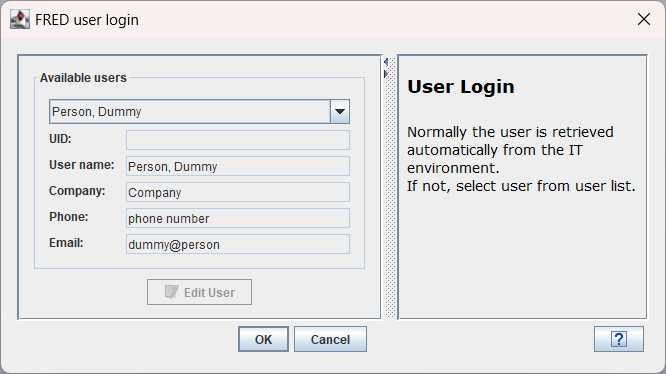 FRED user login
Available users
Person, Dummy
UID:
User name: Person, Dummy
Company: Company
Phone: phone number
Email: dummy@person
Edit User
User Login
Normally the user is retrieved
automatically from the IT
environment.
If not, select user from user list.
OK Cancel ?